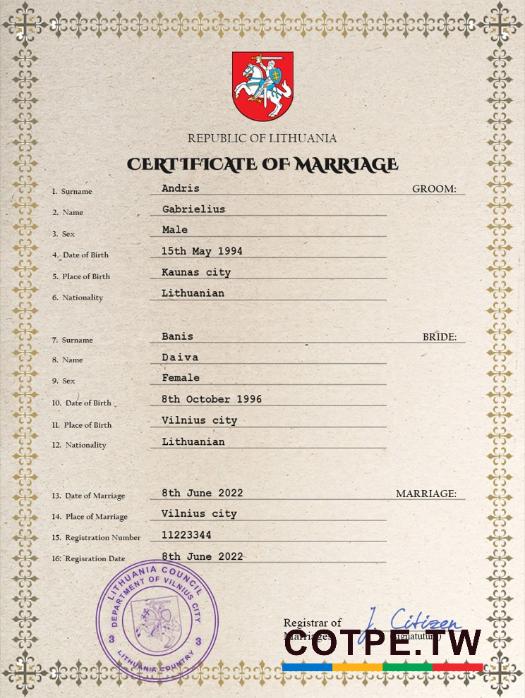 REPUBLIC OF LITHUANIA
CERTIFICATE OF MARRIAGE
1. Surname Andris GROOM:
2. Name Gabrielius
3. Sex Male
4. Date of Birth 15th May 1994
5. Place of Birth Kaunas city
6. Nationality Lithuanian
7. Surname Banis BRIDE:
8. Name Daiva
9. Sex Female
10. Date of Birth 8th October 1996
11. Place of Birth Vilnius city
12. Nationality Lithuanian
13. Date of Marriage 8th June 2022 MARRIAGE:
14. Place of Marriage Vilnius city
15. Registration Number 11223344
16: Regisration Date 8th June 2022
LITHUANIA COUNCIL
DEPARTMENT OF VILNIUS CITY
3 3
LITHUANIA COUNTRY
Registrar of J. Citizen
Marriages (signature)
COTPE.TW